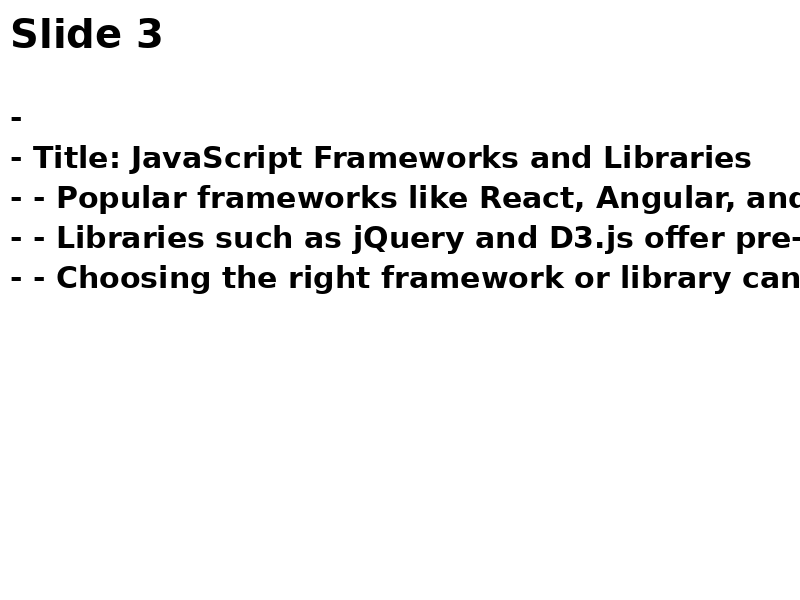 Slide 3
-
- Title: JavaScript Frameworks and Libraries
- - Popular frameworks like React, Angular, and
- - Libraries such as jQuery and D3.js offer pre-
- - Choosing the right framework or library can